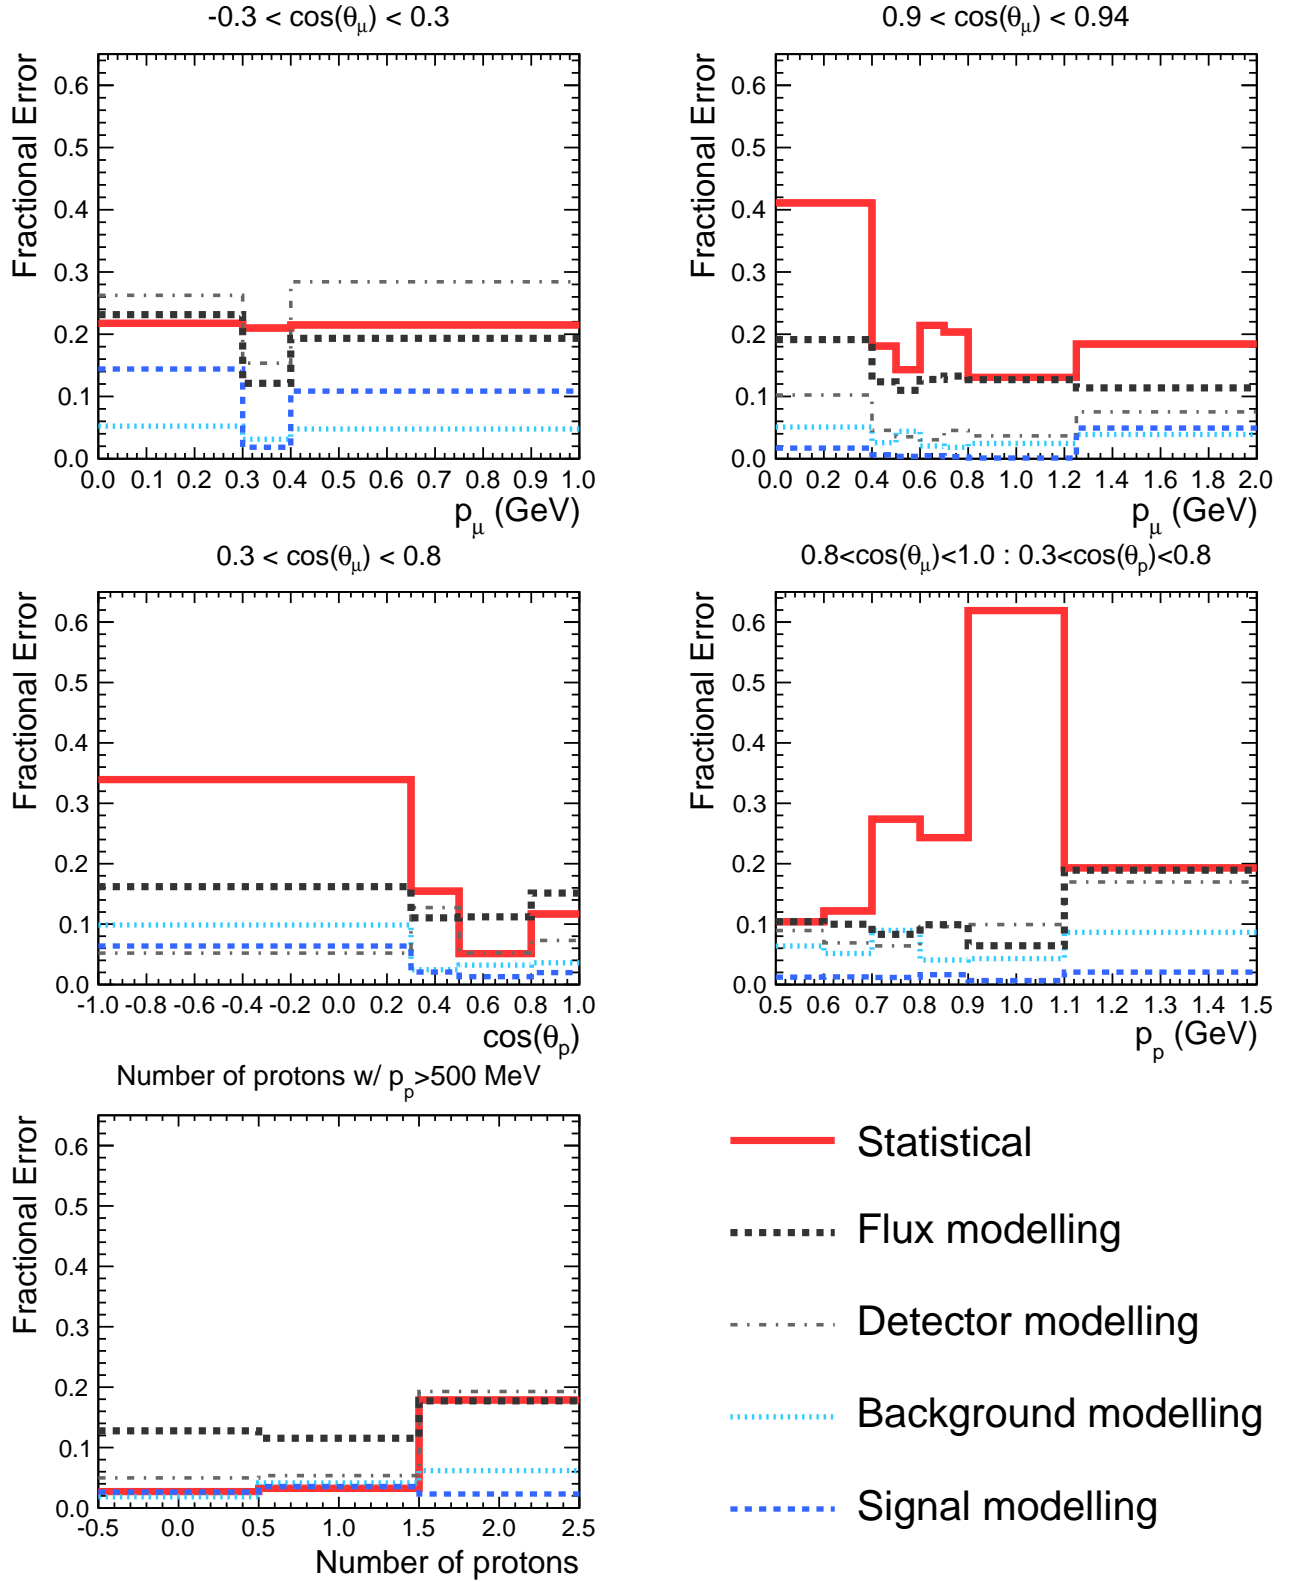 -0.3 < cos(θμ) < 0.3
Fractional Error
0.6
0.5
0.4
0.3
0.2
0.1
0.0
0.0 0.1 0.2 0.3 0.4 0.5 0.6 0.7 0.8 0.9 1.0
pμ (GeV)
0.9 < cos(θμ) < 0.94
Fractional Error
0.6
0.5
0.4
0.3
0.2
0.1
0.0
0.0 0.2 0.4 0.6 0.8 1.0 1.2 1.4 1.6 1.8 2.0
pμ (GeV)
0.3 < cos(θμ) < 0.8
Fractional Error
0.6
0.5
0.4
0.3
0.2
0.1
0.0
-1.0 -0.8 -0.6 -0.4 -0.2 0.0 0.2 0.4 0.6 0.8 1.0
cos(θp)
0.8<cos(θμ)<1.0 : 0.3<cos(θp)<0.8
Fractional Error
0.6
0.5
0.4
0.3
0.2
0.1
0.0
0.5 0.6 0.7 0.8 0.9 1.0 1.1 1.2 1.3 1.4 1.5
pp (GeV)
Number of protons w/ pp>500 MeV
Fractional Error
0.6
0.5
0.4
0.3
0.2
0.1
0.0
-0.5 0.0 0.5 1.0 1.5 2.0 2.5
Number of protons
Statistical
Flux modelling
Detector modelling
Background modelling
Signal modelling